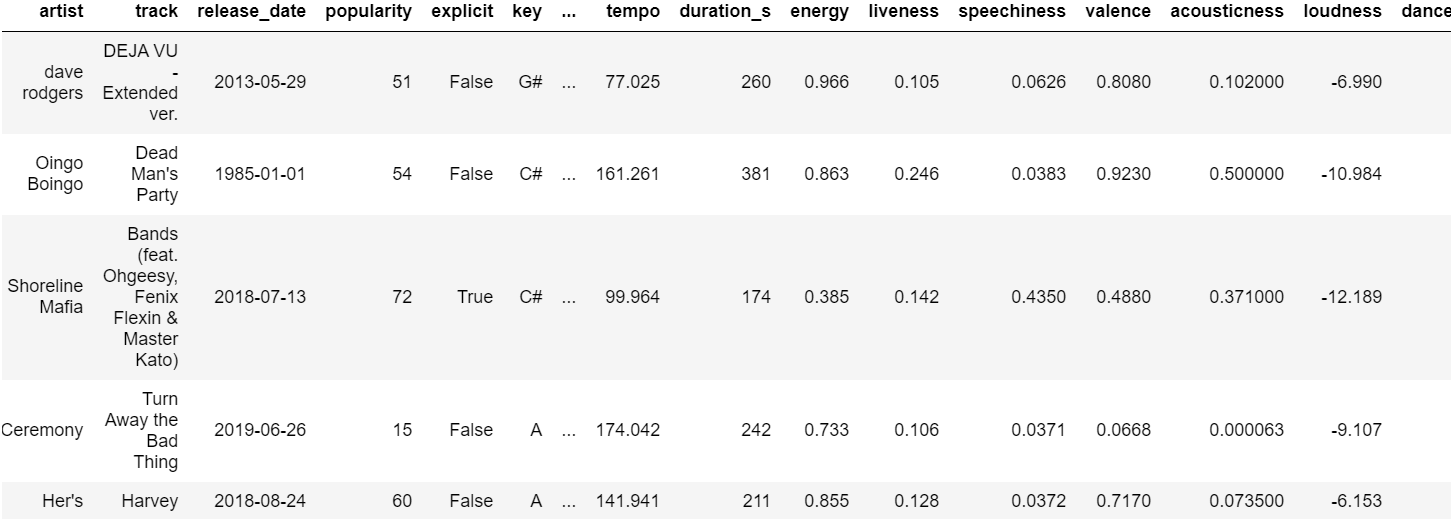 artist track release_date popularity explicit key ... tempo duration_s energy liveness speechiness valence acousticness loudness dance
dave rodgers DEJA VU - Extended ver. 2013-05-29 51 False G# ... 77.025 260 0.966 0.105 0.0626 0.8080 0.102000 -6.990
Oingo Boingo Dead Man's Party 1985-01-01 54 False C# ... 161.261 381 0.863 0.246 0.0383 0.9230 0.500000 -10.984
Shoreline Mafia Bands (feat. Ohgeesy, Fenix Flexin & Master Kato) 2018-07-13 72 True C# ... 99.964 174 0.385 0.142 0.4350 0.4880 0.371000 -12.189
Ceremony Turn Away the Bad Thing 2019-06-26 15 False A ... 174.042 242 0.733 0.106 0.0371 0.0668 0.000063 -9.107
Her's Harvey 2018-08-24 60 False A ... 141.941 211 0.855 0.128 0.0372 0.7170 0.073500 -6.153